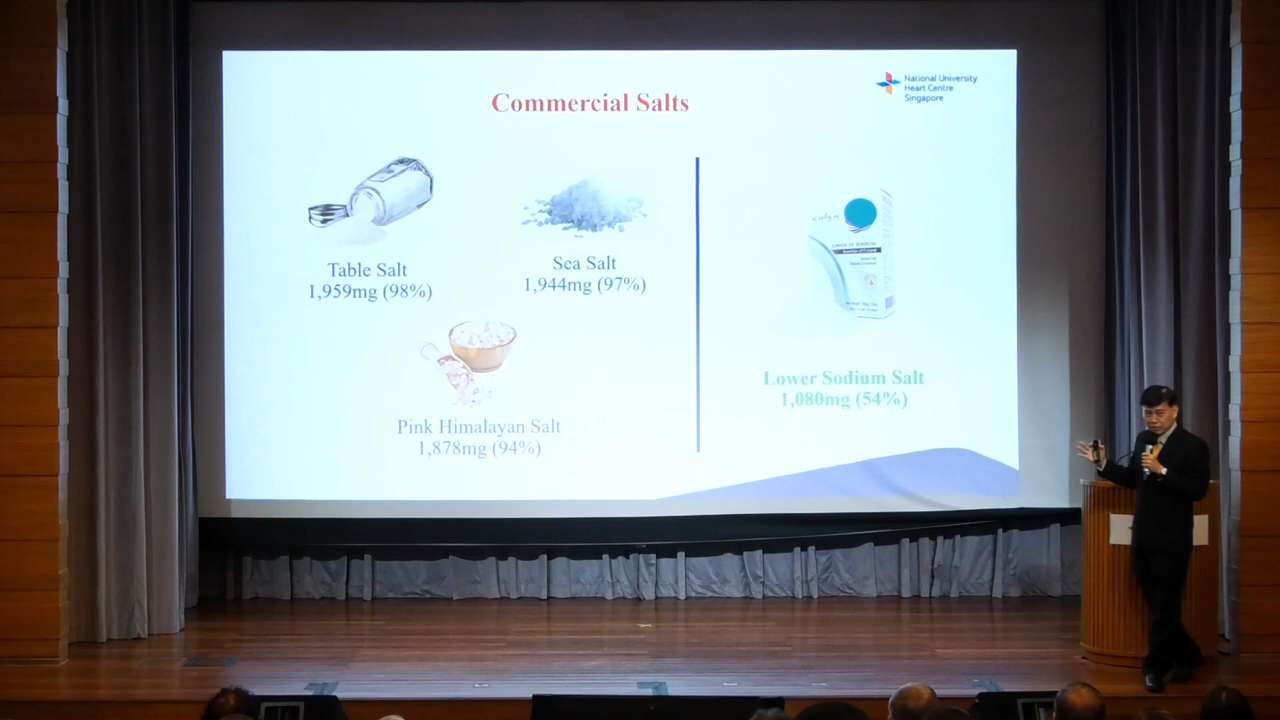 Commercial Salts
National University
Heart Centre
Singapore
Table Salt
1,959mg (98%)
Sea Salt
1,944mg (97%)
Pink Himalayan Salt
1,878mg (94%)
Lower Sodium Salt
1,080mg (54%)